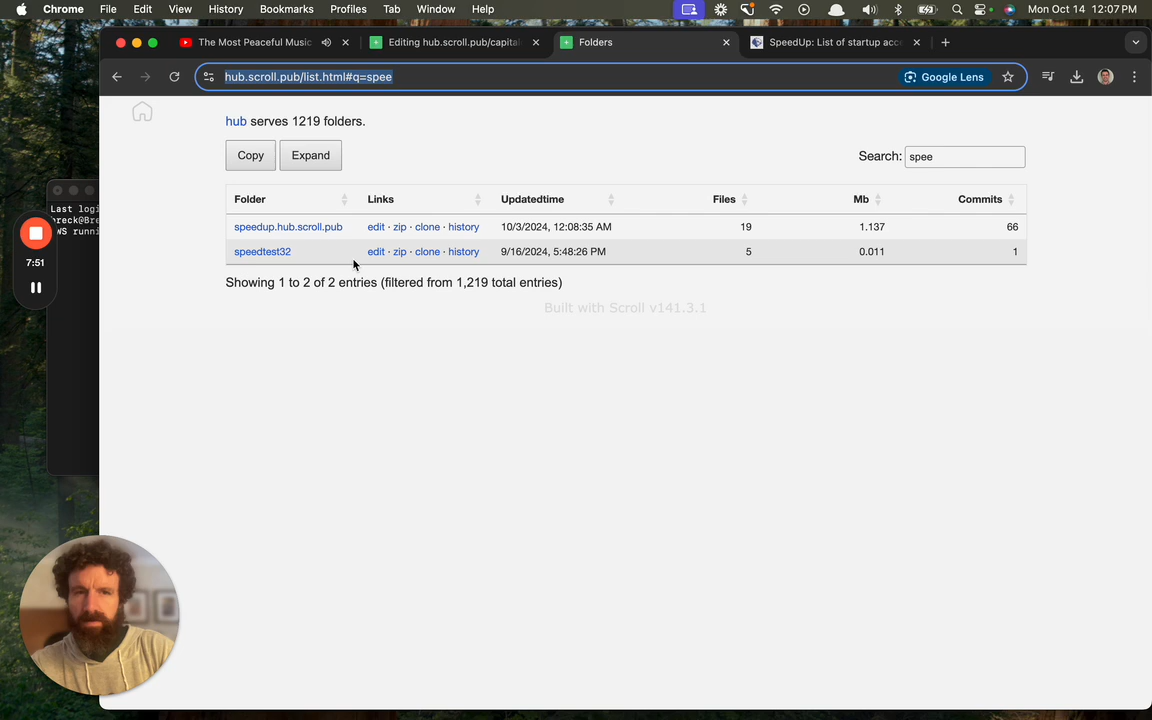 Chrome File Edit View History Bookmarks Profiles Tab Window Help Mon Oct 14 12:07 PM
The Most Peaceful Music
Editing hub.scroll.pub/capital
Folders
SpeedUp: List of startup acce
hub.scroll.pub/list.html#q=spee
Google Lens
hub serves 1219 folders.
Copy Expand Search: spee
Folder Links Updatedtime Files Mb Commits
speedup.hub.scroll.pub edit · zip · clone · history 10/3/2024, 12:08:35 AM 19 1.137 66
speedtest32 edit · zip · clone · history 9/16/2024, 5:48:26 PM 5 0.011 1
Showing 1 to 2 of 2 entries (filtered from 1,219 total entries)
Built with Scroll v141.3.1
Last logi
breck@Bre
WS runni
7:51